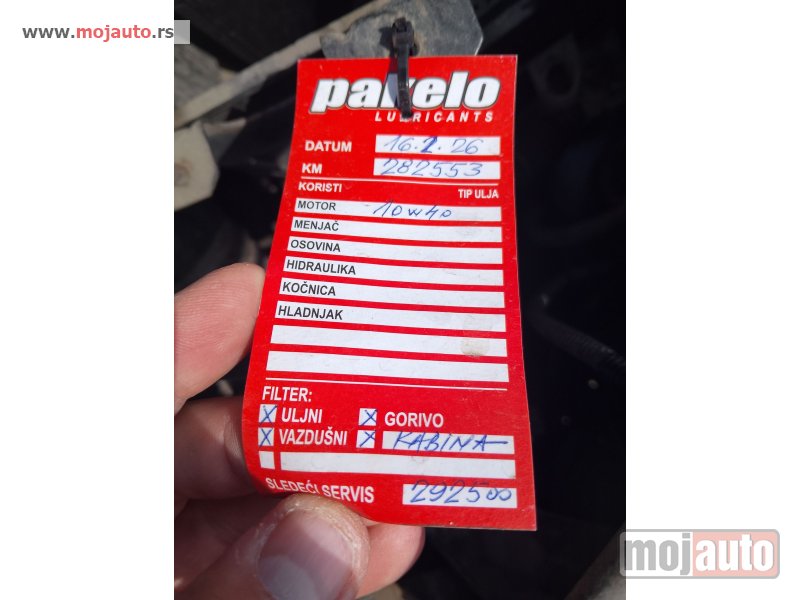 www.mojauto.rs
pakelo
LUBRICANTS
DATUM 16.2.26
KM 282553
KORISTI TIP ULJA
MOTOR 10W40
MENJAČ
OSOVINA
HIDRAULIKA
KOČNICA
HLADNJAK
FILTER:
X ULJNI X GORIVO
X VAZDUŠNI X KABINA
SLEDEĆI SERVIS 292500
mojauto